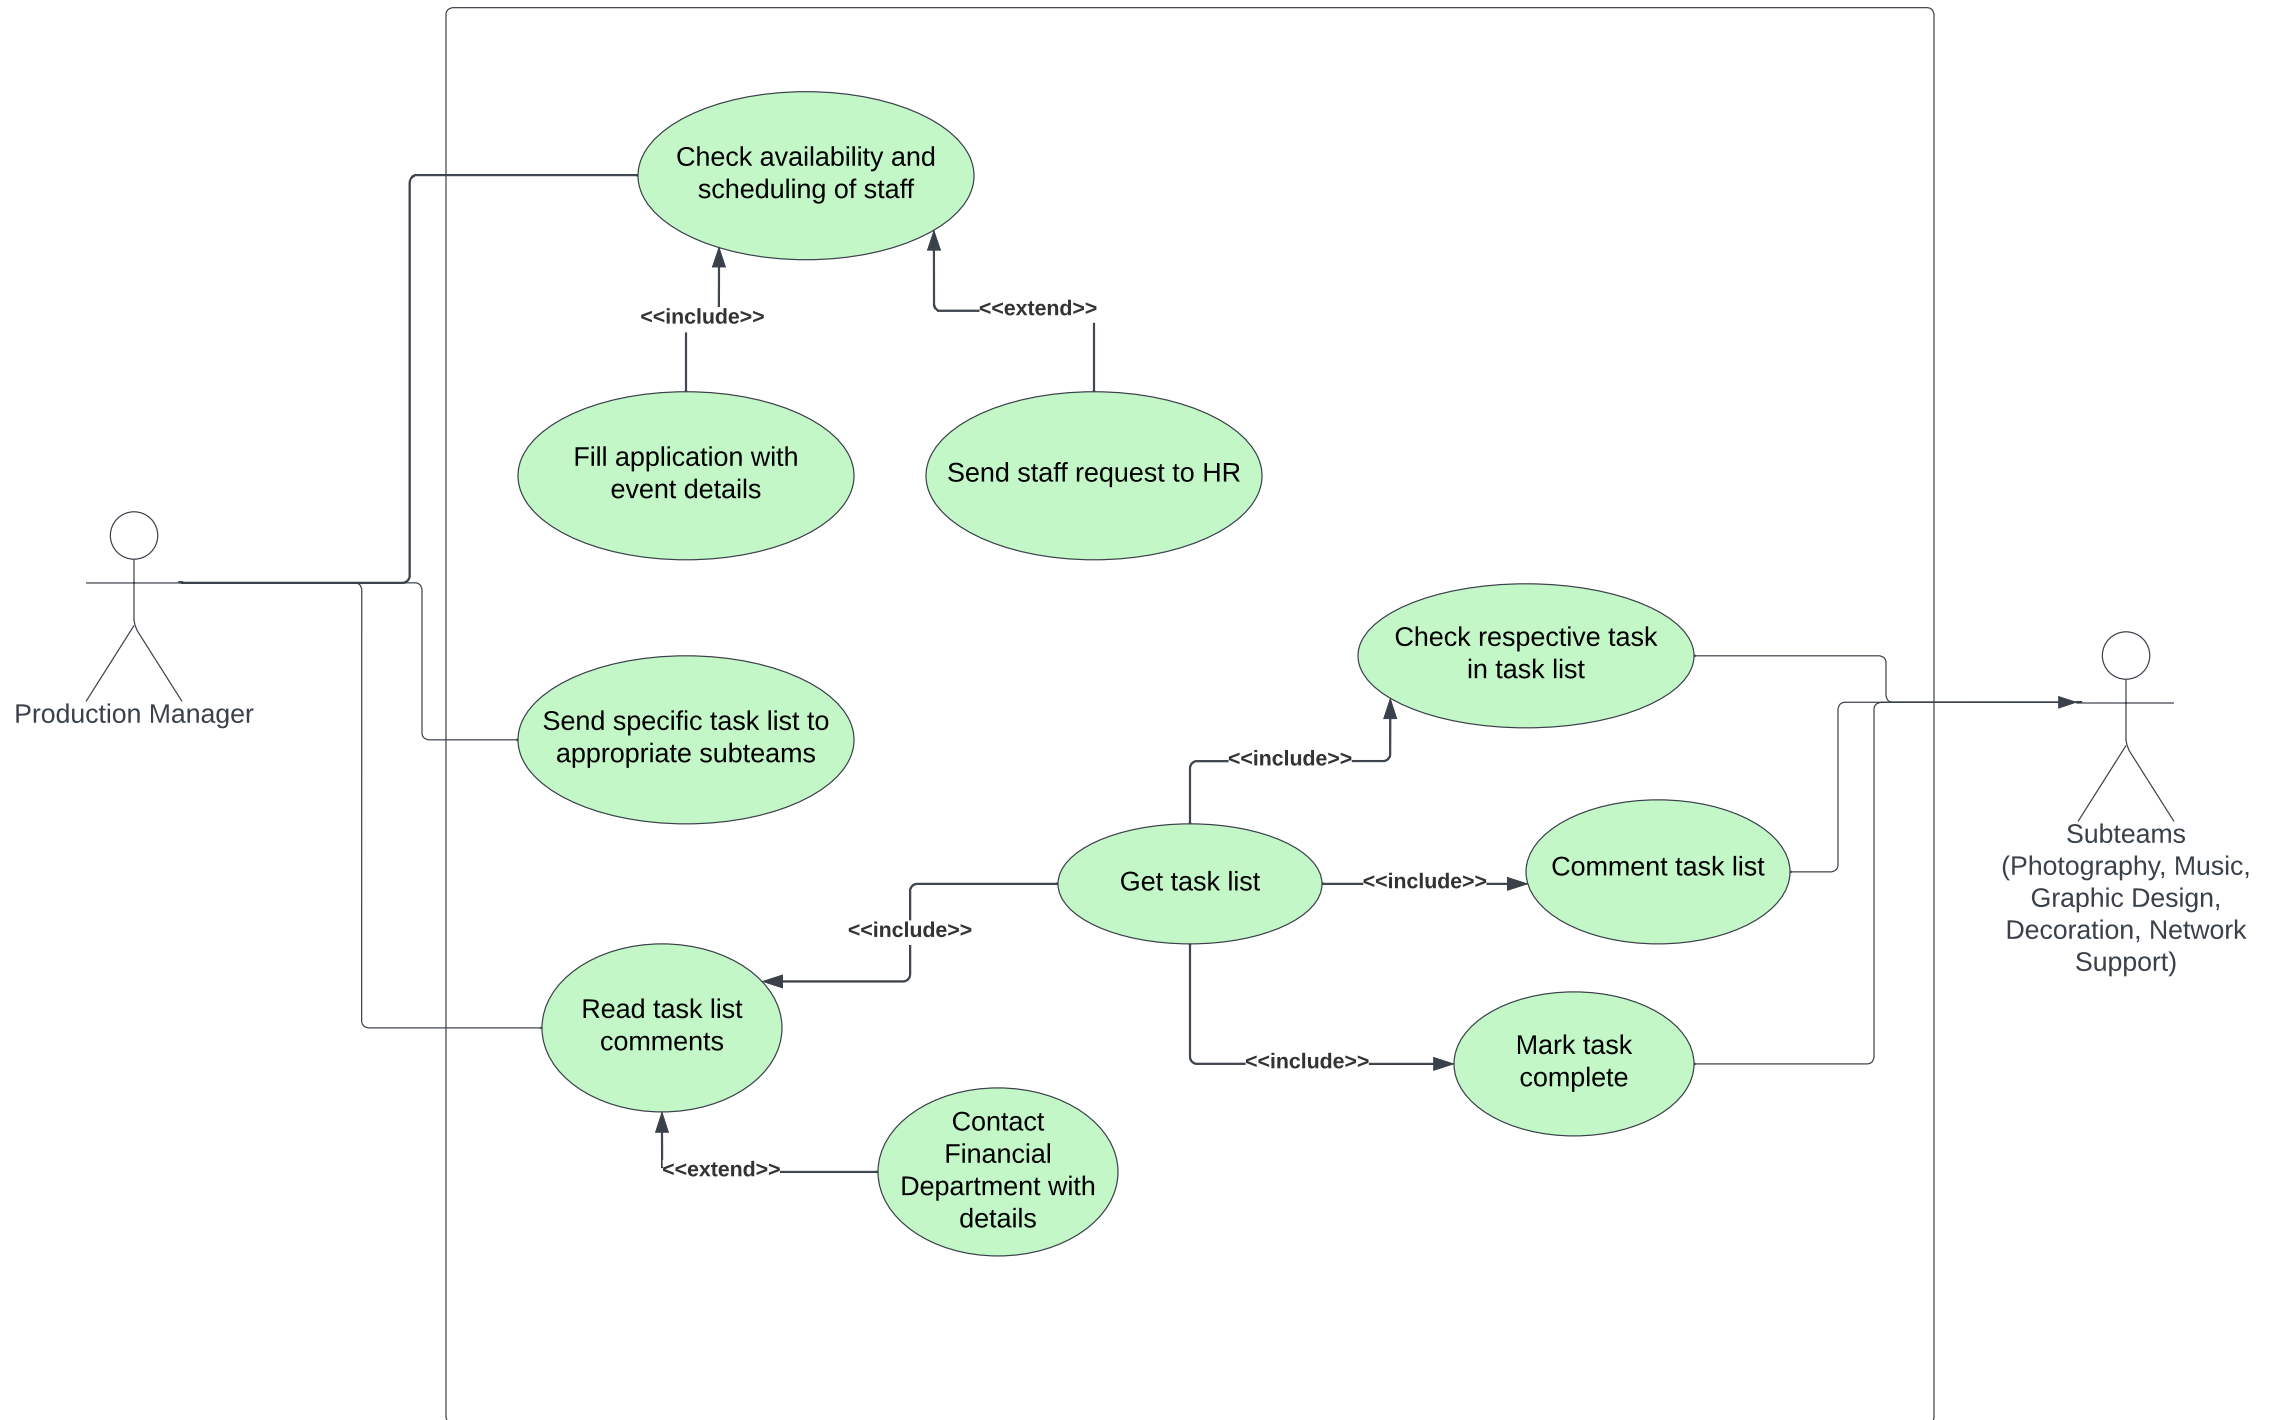 Check availability and
scheduling of staff
<<include>>
<<extend>>
Fill application with
event details
Send staff request to HR
Production Manager
Send specific task list to
appropriate subteams
Check respective task
in task list
<<include>>
Get task list
<<include>>
Comment task list
Subteams
(Photography, Music,
Graphic Design,
Decoration, Network
Support)
<<include>>
Read task list
comments
<<include>>
Mark task
complete
<<extend>>
Contact
Financial
Department with
details